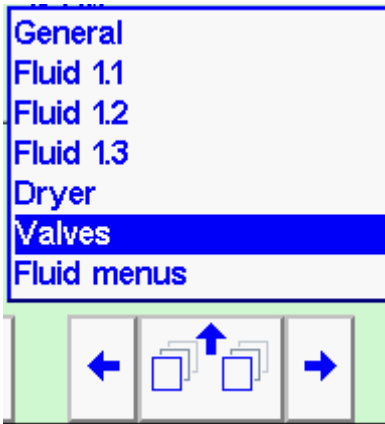 General
Fluid 1.1
Fluid 1.2
Fluid 1.3
Dryer
Valves
Fluid menus